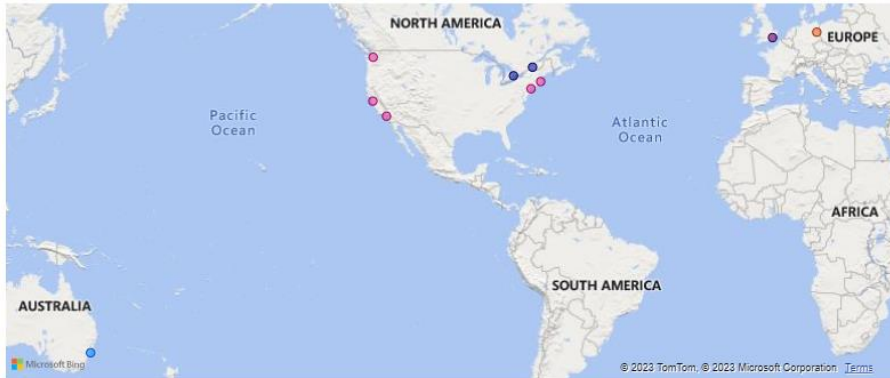 NORTH AMERICA
EUROPE
Pacific
Ocean
Atlantic
Ocean
AFRICA
SOUTH AMERICA
AUSTRALIA
Microsoft Bing
© 2023 TomTom, © 2023 Microsoft Corporation Terms